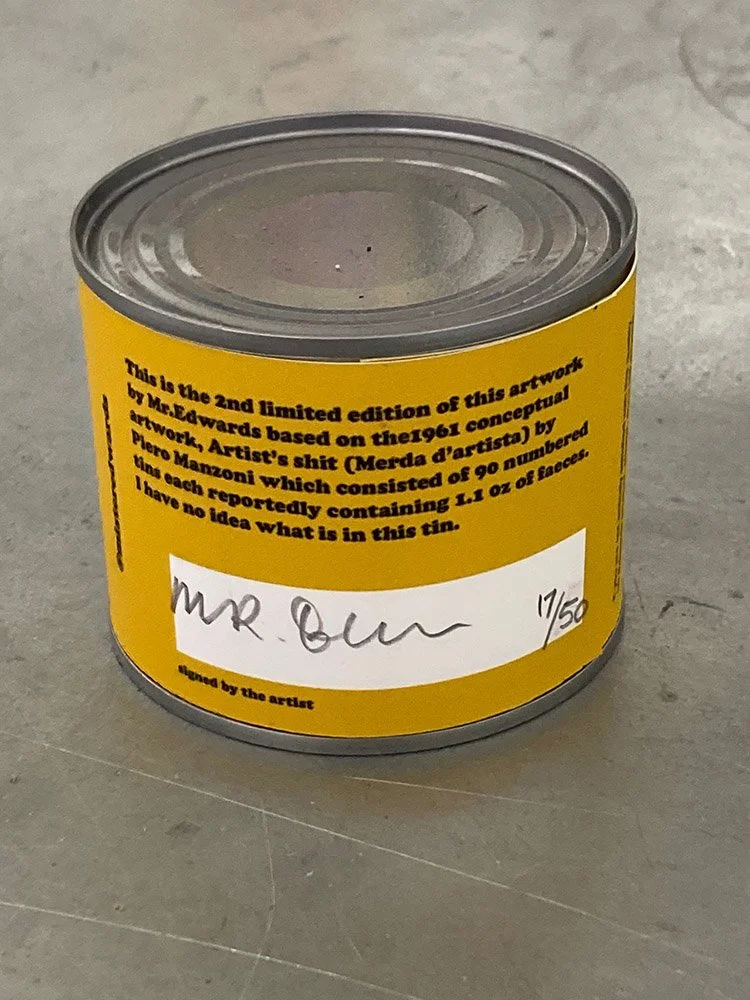 This is the 2nd limited edition of this artwork
by Mr.Edwards based on the1961 conceptual
artwork, Artist's shit (Merda d'artista) by
Piero Manzoni which consisted of 90 numbered
tins each reportedly containing 1.1 oz of faeces.
I have no idea what is in this tin.
MR.
17/50
signed by the artist